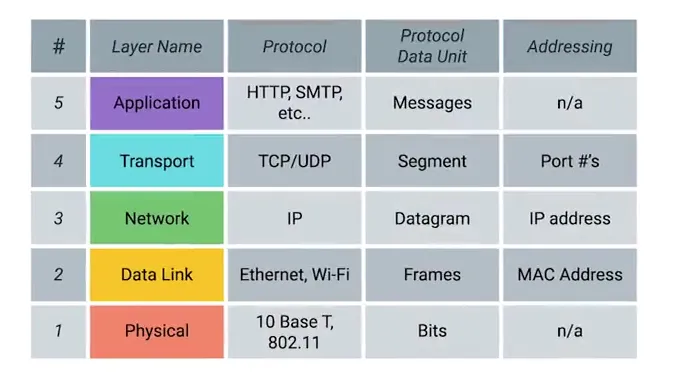 # Layer Name Protocol Protocol Data Unit Addressing
5 Application HTTP, SMTP, etc.. Messages n/a
4 Transport TCP/UDP Segment Port #'s
3 Network IP Datagram IP address
2 Data Link Ethernet, Wi-Fi Frames MAC Address
1 Physical 10 Base T, 802.11 Bits n/a